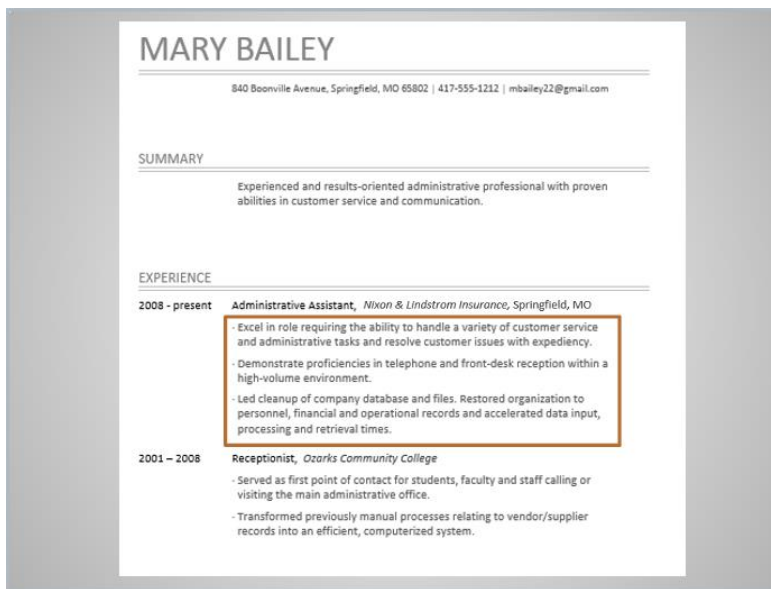 MARY BAILEY
840 Boonville Avenue, Springfield, MO 65802 | 417-555-1212 | mbailey22@gmail.com
SUMMARY
Experienced and results-oriented administrative professional with proven
abilities in customer service and communication.
EXPERIENCE
2008 - present Administrative Assistant, Nixon & Lindstrom Insurance, Springfield, MO
- Excel in role requiring the ability to handle a variety of customer service
and administrative tasks and resolve customer issues with expediency.
- Demonstrate proficiencies in telephone and front-desk reception within a
high-volume environment.
- Led cleanup of company database and files. Restored organization to
personnel, financial and operational records and accelerated data input,
processing and retrieval times.
2001 – 2008 Receptionist, Ozarks Community College
- Served as first point of contact for students, faculty and staff calling or
visiting the main administrative office.
- Transformed previously manual processes relating to vendor/supplier
records into an efficient, computerized system.